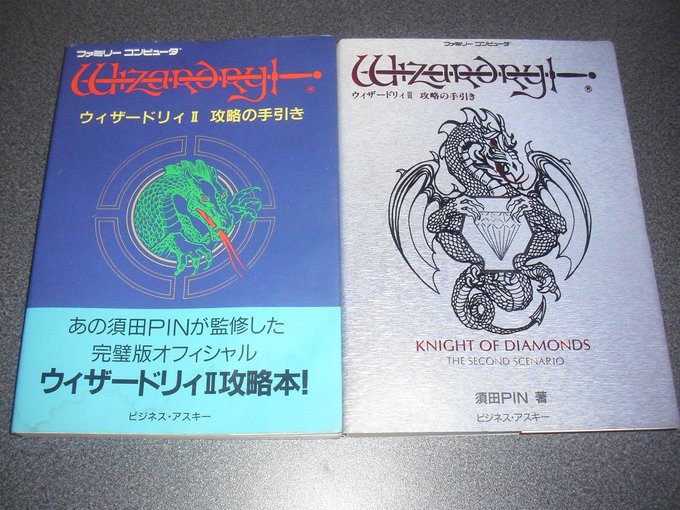 ファミリー コンピュータ™
Wizardry
®
ウィザードリィⅡ 攻略の手引き
あの須田PINが監修した
完璧版オフィシャル
ウィザードリィⅡ攻略本!
ビジネス・アスキー
ファミリー コンピュータ™
Wizardry
®
ウィザードリィⅢ 攻略の手引き
KNIGHT OF DIAMONDS
THE SECOND SCENARIO
須田PIN 著
ビジネス・アスキー